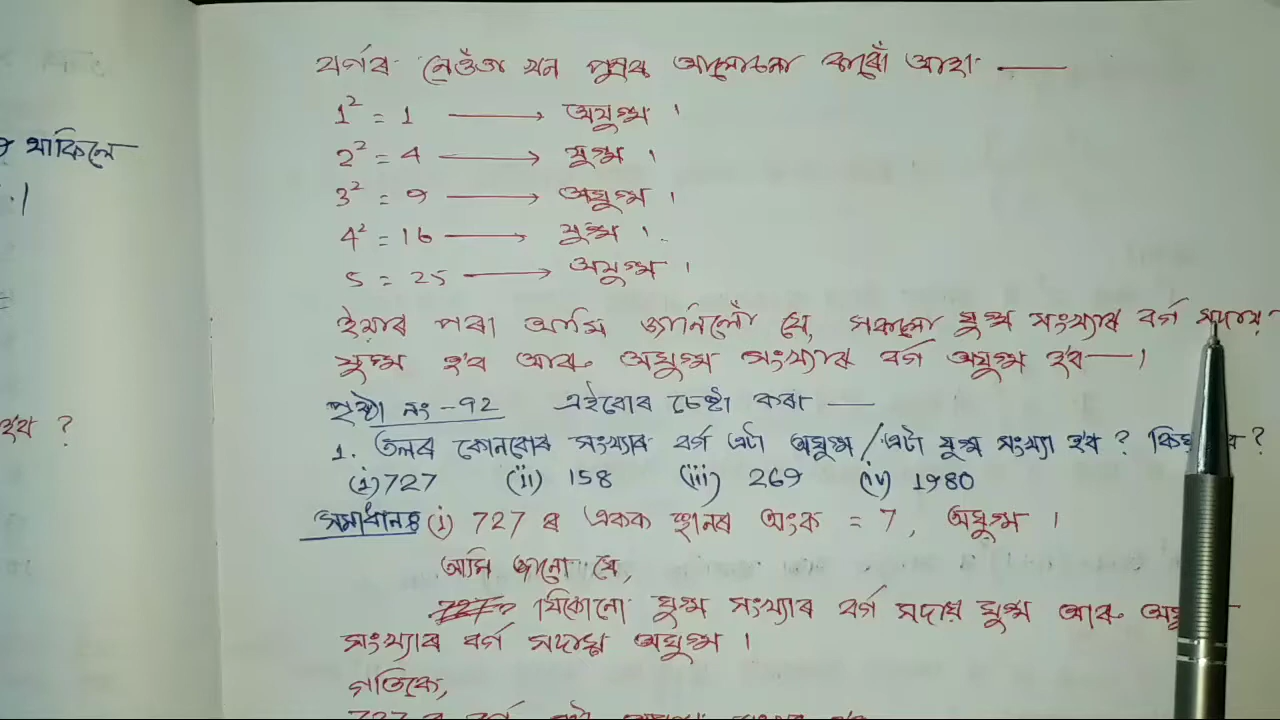 থাকিলে
হ'ব ?
বৰ্গৰ নেওঁতা খন পুনৰ আলোচনা কৰোঁ আহা —
1² = 1 → অযুগ্ম ।
2² = 4 → যুগ্ম ।
3² = 9 → অযুগ্ম ।
4² = 16 → যুগ্ম ।
5 = 25 → অযুগ্ম ।
ইয়াৰ পৰা আমি জানিলোঁ যে, সকলো যুগ্ম সংখ্যাৰ বৰ্গ সদায়
যুগ্ম হ'ব আৰু অযুগ্ম সংখ্যাৰ বৰ্গ অযুগ্ম হ'ব — ।
পৃষ্ঠা নং - 92 এইবোৰ চেষ্টা কৰা —
1. তলৰ কোনবোৰ সংখ্যাৰ বৰ্গ এটা অযুগ্ম / এটা যুগ্ম সংখ্যা হ'ব ?
(i) 727 (ii) 158 (iii) 269 (iv) 1980
সমাধানঃ (i) 727 ৰ একক স্থানৰ অংক = 7, অযুগ্ম ।
আমি জানো যে,
যিকোনো যুগ্ম সংখ্যাৰ বৰ্গ সদায় যুগ্ম আৰু
সংখ্যাৰ বৰ্গ সদায় অযুগ্ম ।
গতিকে,
727 ৰ বৰ্গ